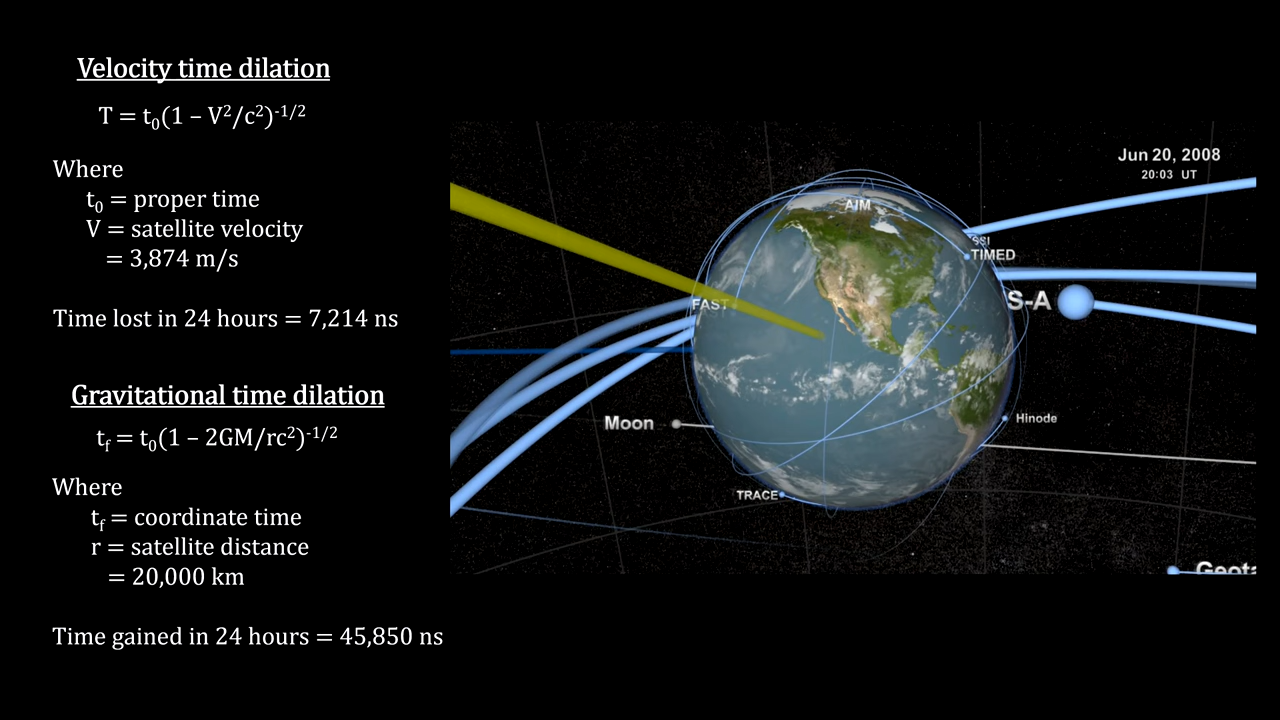 Velocity time dilation
T = t₀(1 – V²/c²)⁻¹/²
Where
t₀ = proper time
V = satellite velocity
= 3,874 m/s
Time lost in 24 hours = 7,214 ns
Gravitational time dilation
t_f = t₀(1 – 2GM/rc²)⁻¹/²
Where
t_f = coordinate time
r = satellite distance
= 20,000 km
Time gained in 24 hours = 45,850 ns
Jun 20, 2008
20:03 UT
AIM
TIMED
S-A
FAST
Moon
Hinode
TRACE
Geota